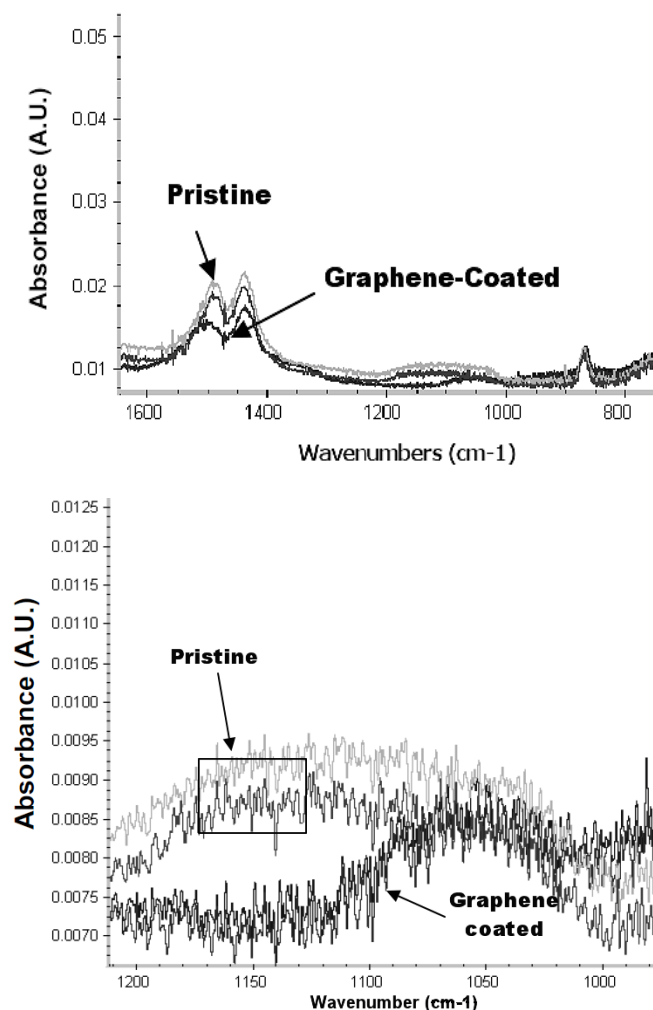 0.05
0.04
Absorbance (A.U.)
0.03
Pristine
Graphene-Coated
0.02
0.01
1600 1400 1200 1000 800
Wavenumbers (cm-1)
0.0125
0.0120
0.0115
0.0110
Absorbance (A.U.)
0.0105
Pristine
0.0100
0.0095
0.0090
0.0085
0.0080
0.0075
Graphene
coated
0.0070
1200 1150 1100 1050 1000
Wavenumber (cm-1)